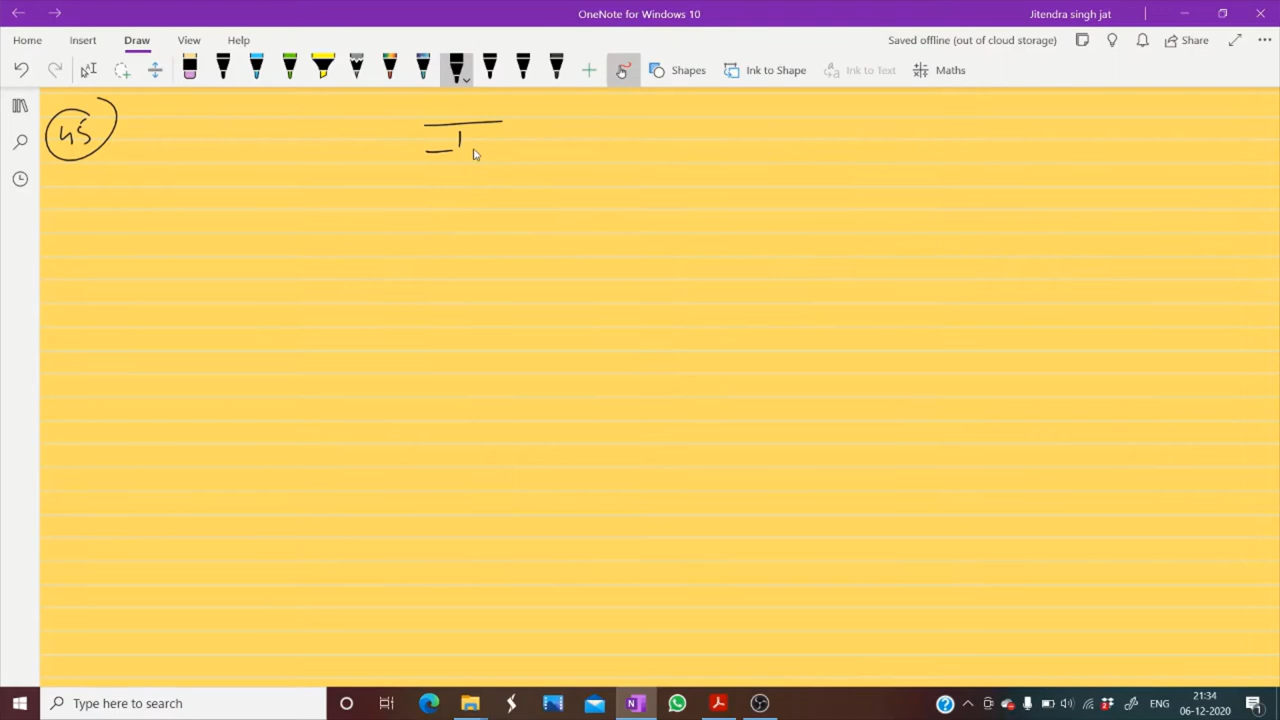 OneNote for Windows 10
Jitendra singh jat
Home Insert Draw View Help
Saved offline (out of cloud storage)
Share
Shapes
Ink to Shape
Ink to Text
Maths
45
Type here to search
ENG
21:34
06-12-2020
1